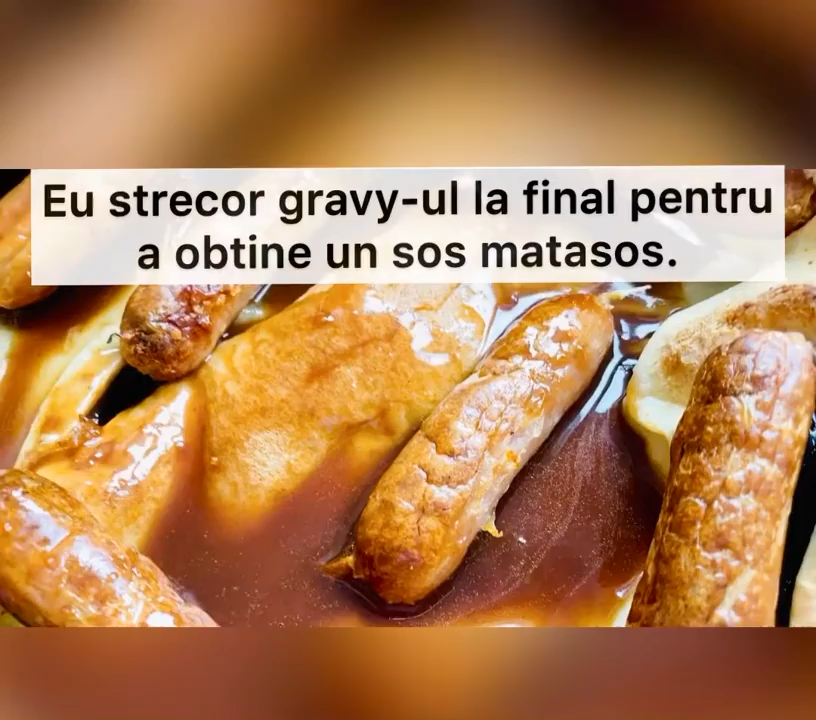 Eu strecor gravy-ul la final pentru
a obtine un sos matasos.